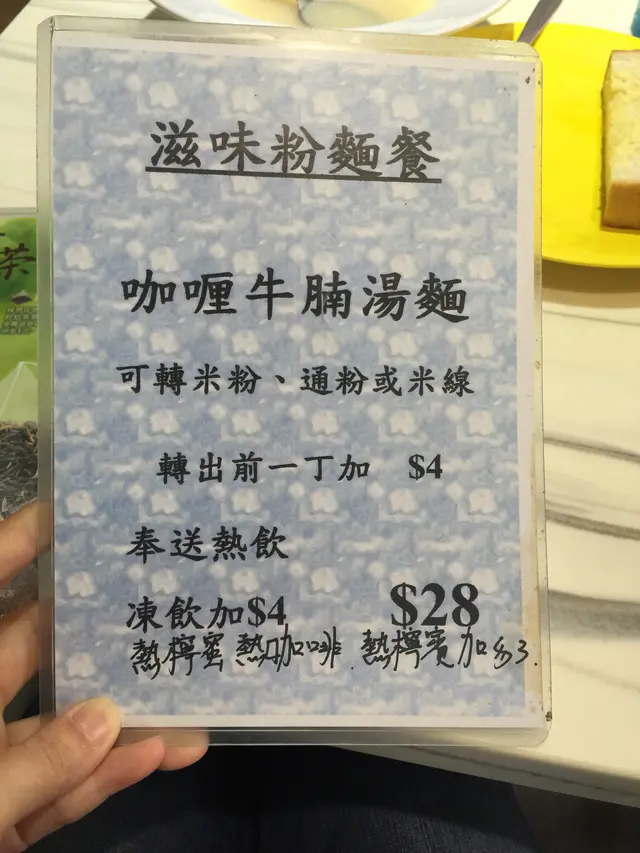 滋味粉麵餐
咖喱牛腩湯麵
可轉米粉、通粉或米線
轉出前一丁加 $4
奉送熱飲
凍飲加$4 $28
熱檸蜜 熱咖啡 熱檸賓加多3.
茶